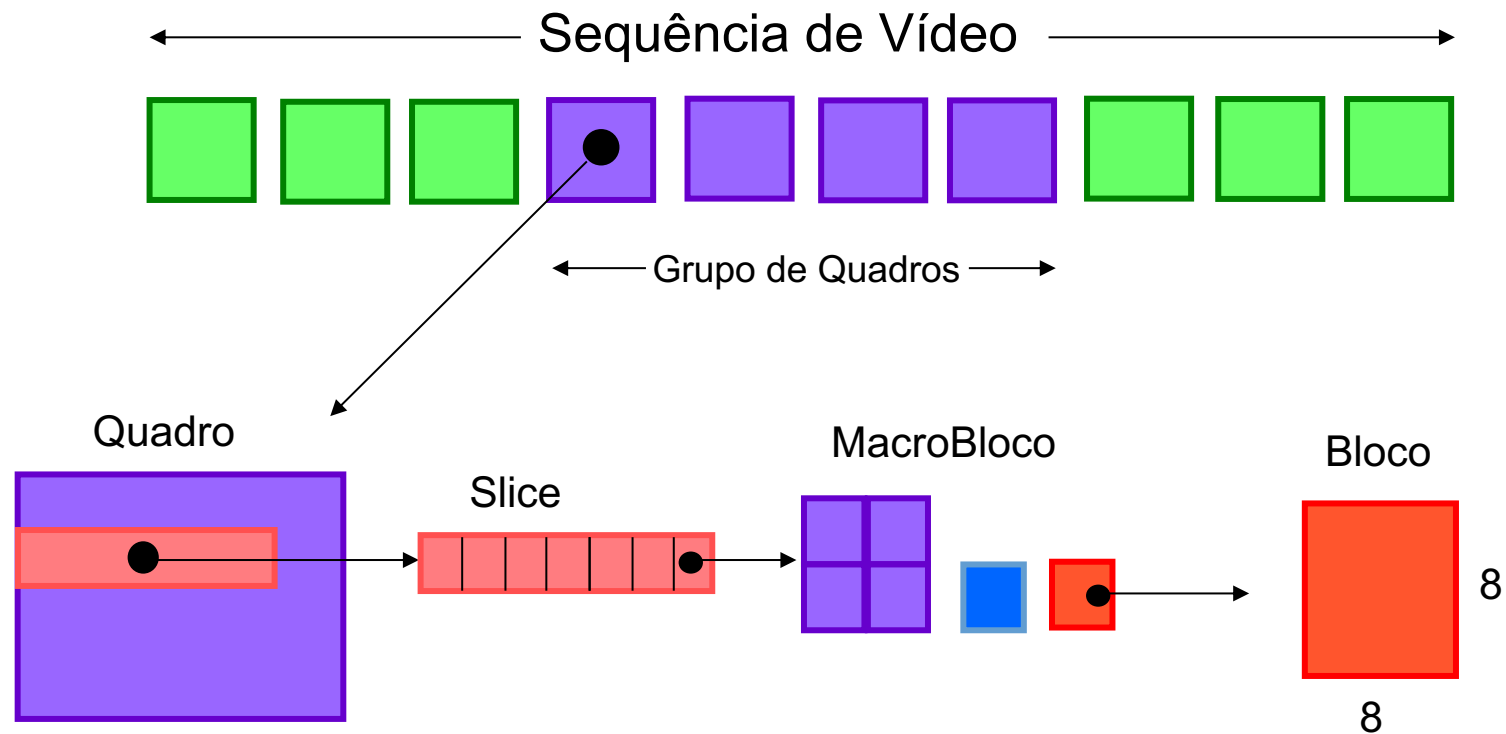 Sequência de Vídeo
Grupo de Quadros
Quadro
Slice
MacroBloco
Bloco
8
8